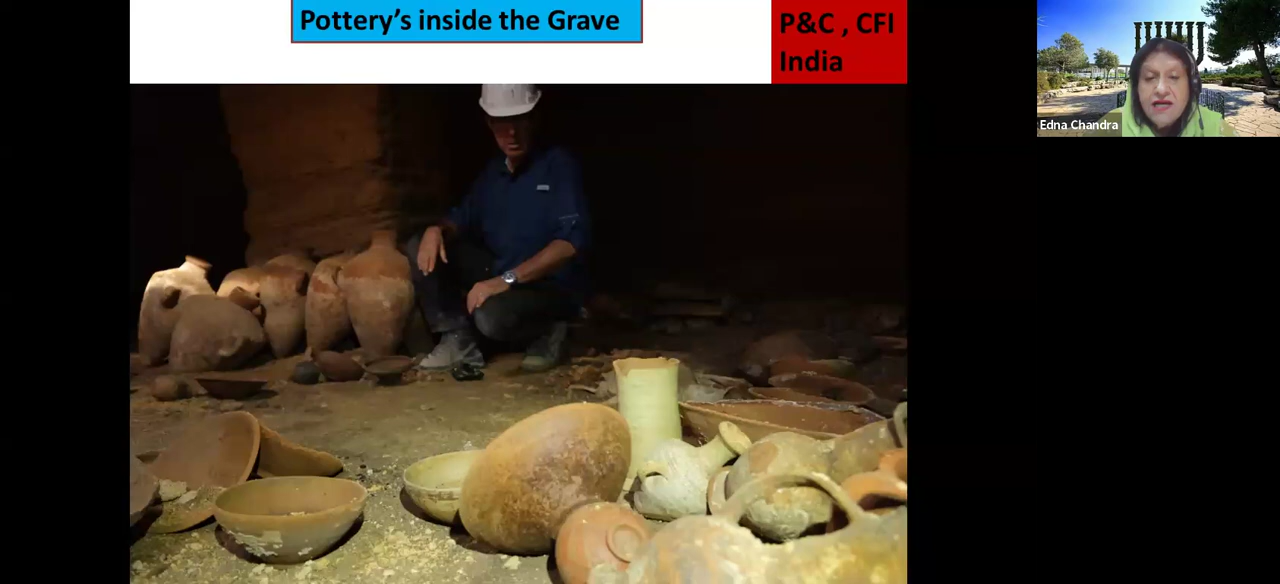 Pottery's inside the Grave
P&C , CFI
India
Edna Chandra